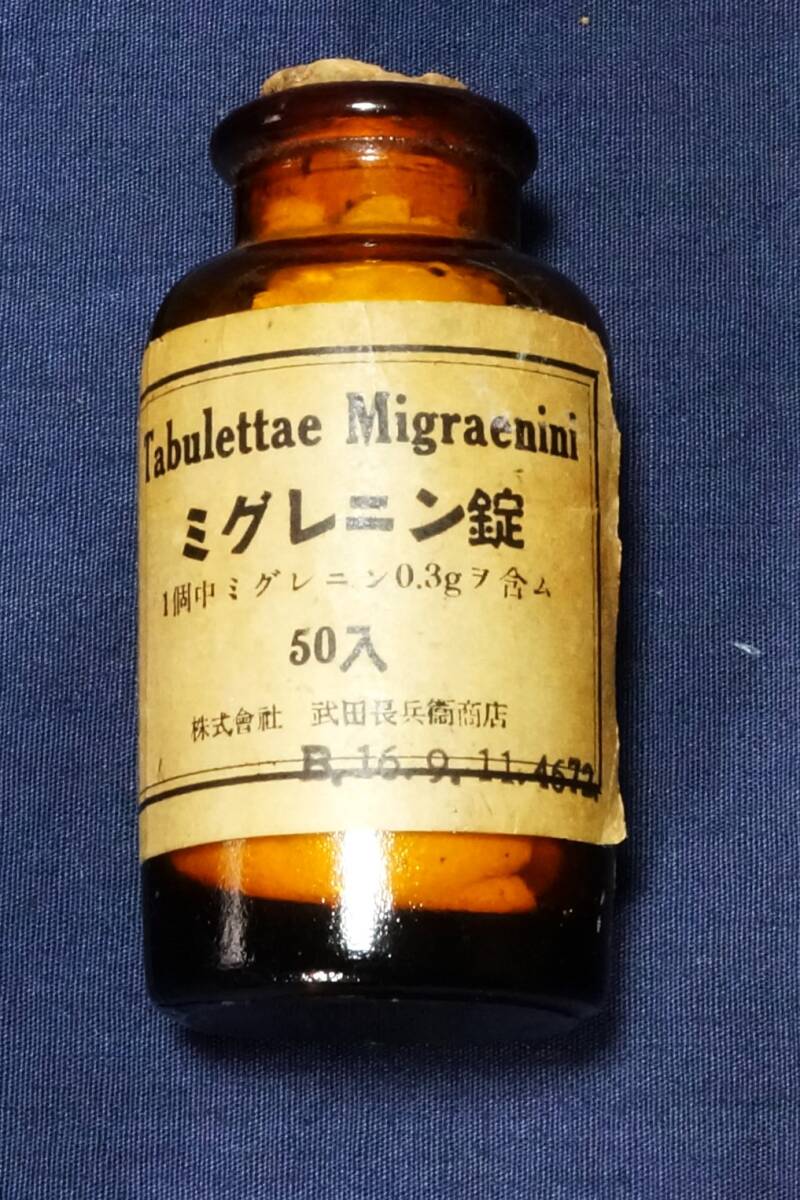 Tabulettae Migraenini
ミグレニン錠
1個中ミグレニン0.3gヲ含ム
50入
株式會社 武田長兵衞商店
B.16.9.11.4672.